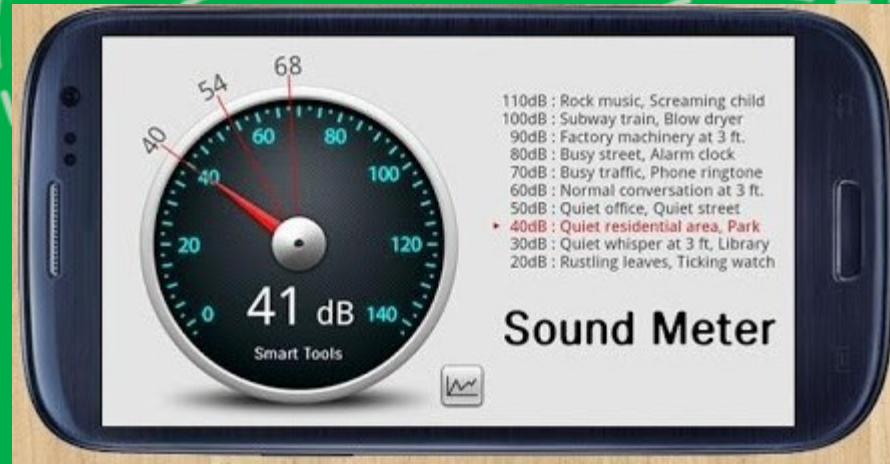 68
54
40
60
80
40
100
20
120
0
140
41 dB
Smart Tools
110dB : Rock music, Screaming child
100dB : Subway train, Blow dryer
90dB : Factory machinery at 3 ft.
80dB : Busy street, Alarm clock
70dB : Busy traffic, Phone ringtone
60dB : Normal conversation at 3 ft.
50dB : Quiet office, Quiet street
40dB : Quiet residential area, Park
30dB : Quiet whisper at 3 ft, Library
20dB : Rustling leaves, Ticking watch
Sound Meter